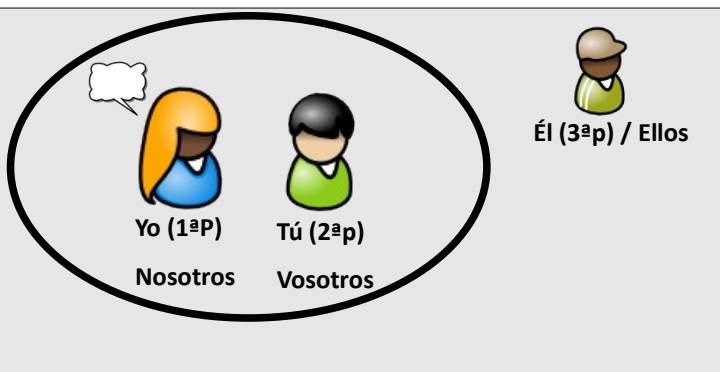 Él (3ªp) / Ellos
Yo (1ªP)
Tú (2ªp)
Nosotros
Vosotros